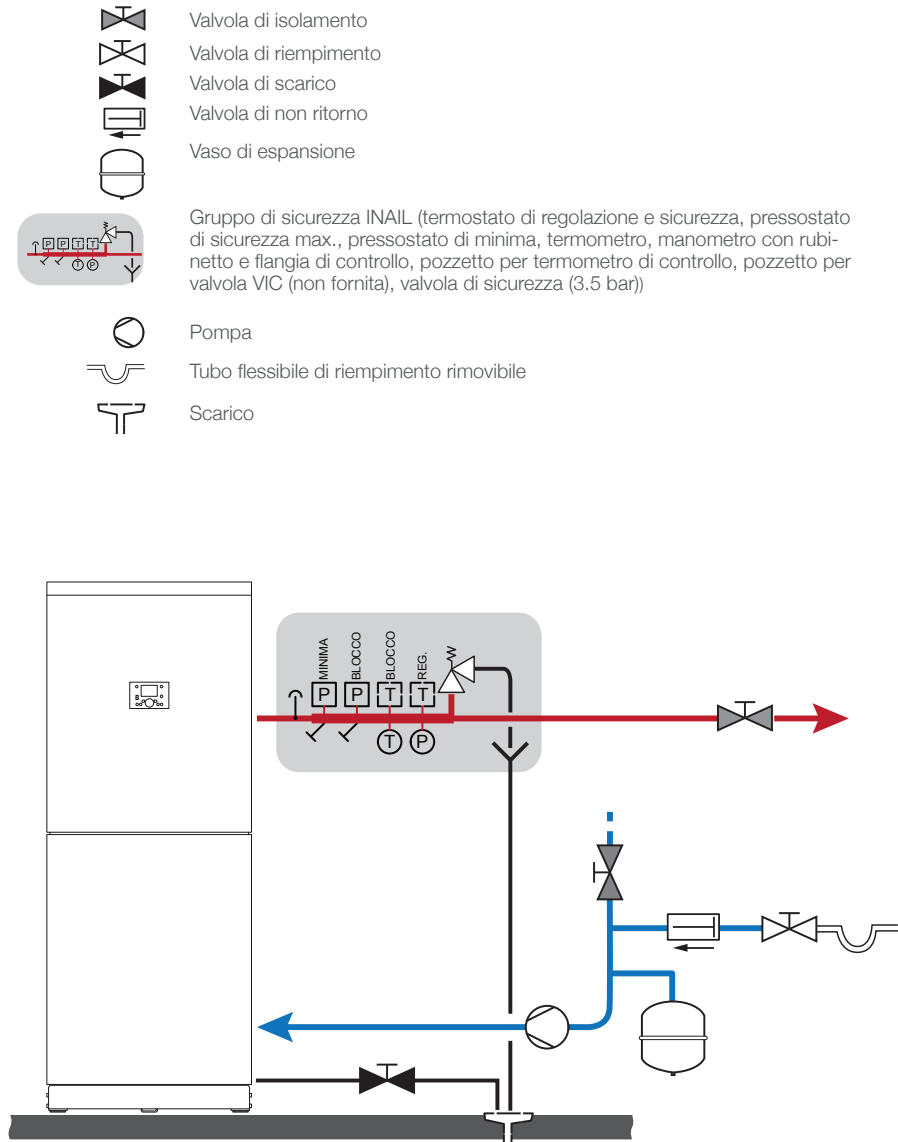 Valvola di isolamento
Valvola di riempimento
Valvola di scarico
Valvola di non ritorno
Vaso di espansione
P P T T
T P
Gruppo di sicurezza INAIL (termostato di regolazione e sicurezza, pressostato
di sicurezza max., pressostato di minima, termometro, manometro con rubi-
netto e flangia di controllo, pozzetto per termometro di controllo, pozzetto per
valvola VIC (non fornita), valvola di sicurezza (3.5 bar))
Pompa
Tubo flessibile di riempimento rimovibile
Scarico
MINIMA
BLOCCO
BLOCCO
REG.
P P T T
T P